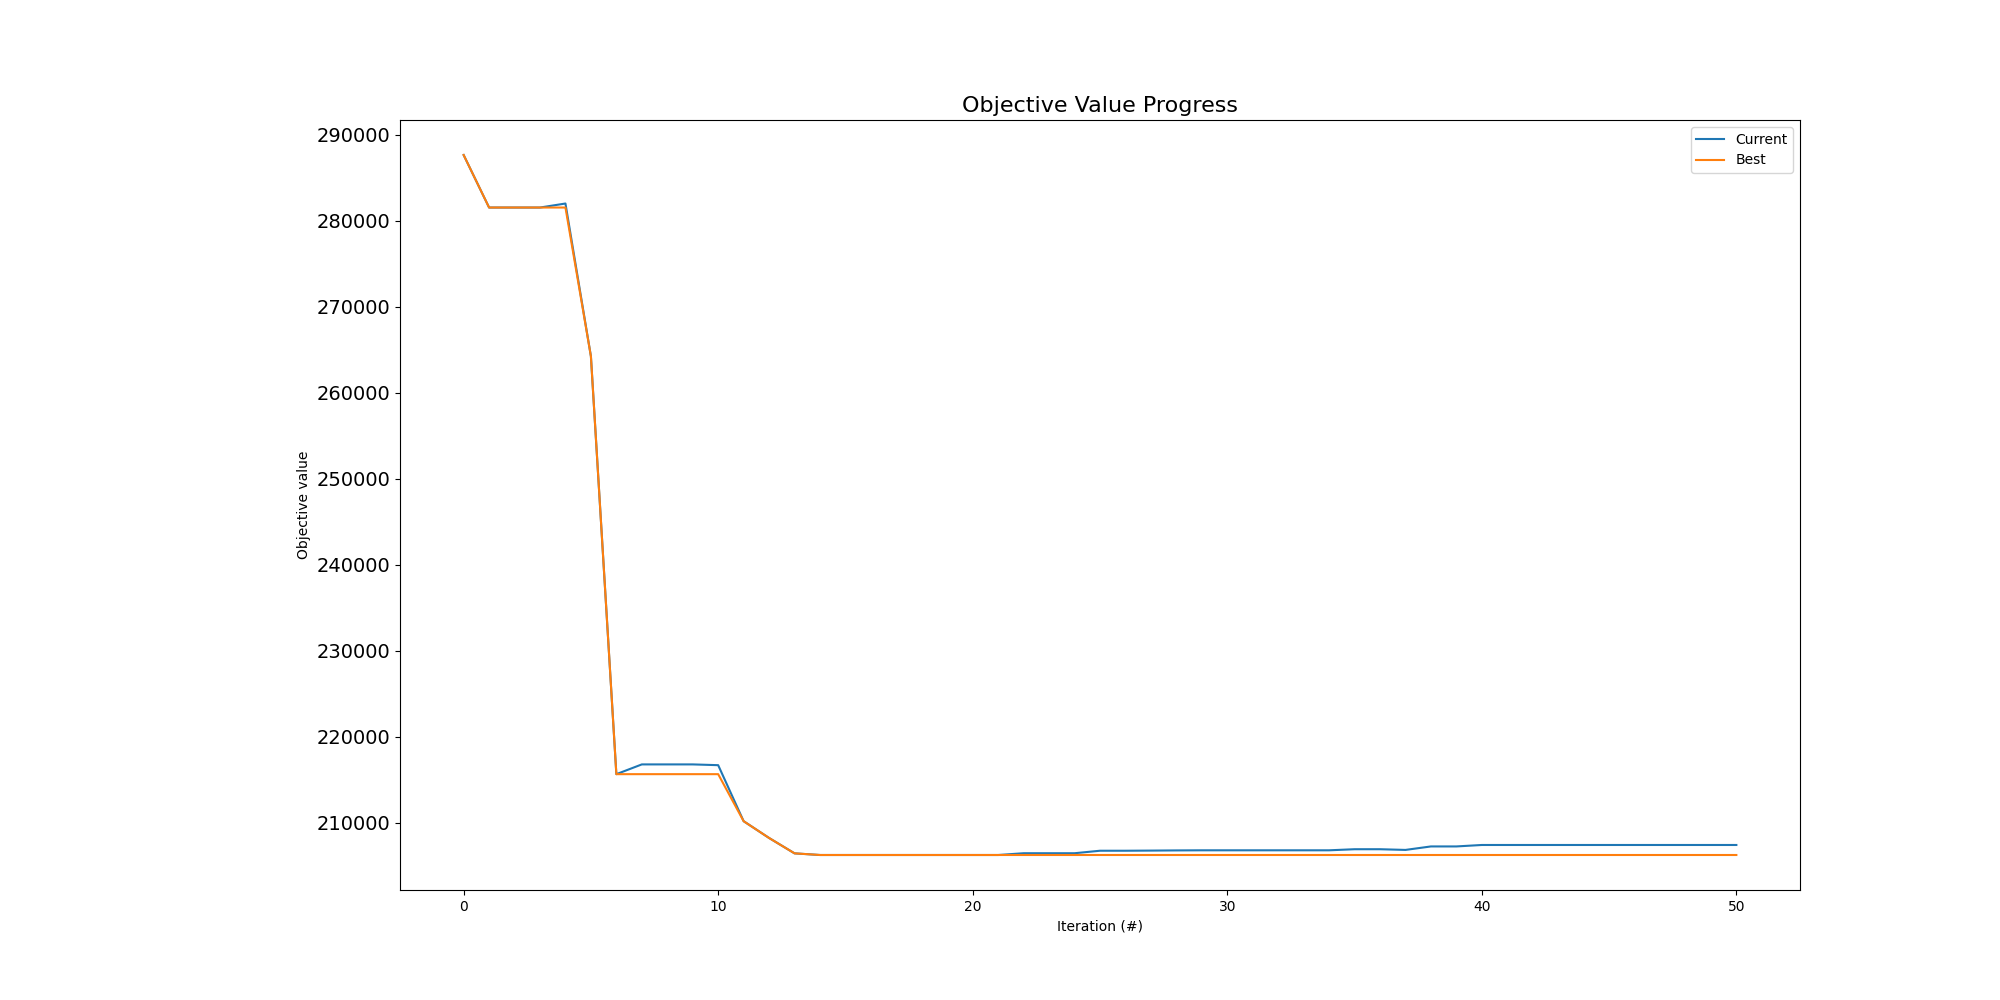 Objective Value Progress
290000
280000
270000
260000
250000
240000
230000
220000
210000
Objective value
Current
Best
0 10 20 30 40 50
Iteration (#)